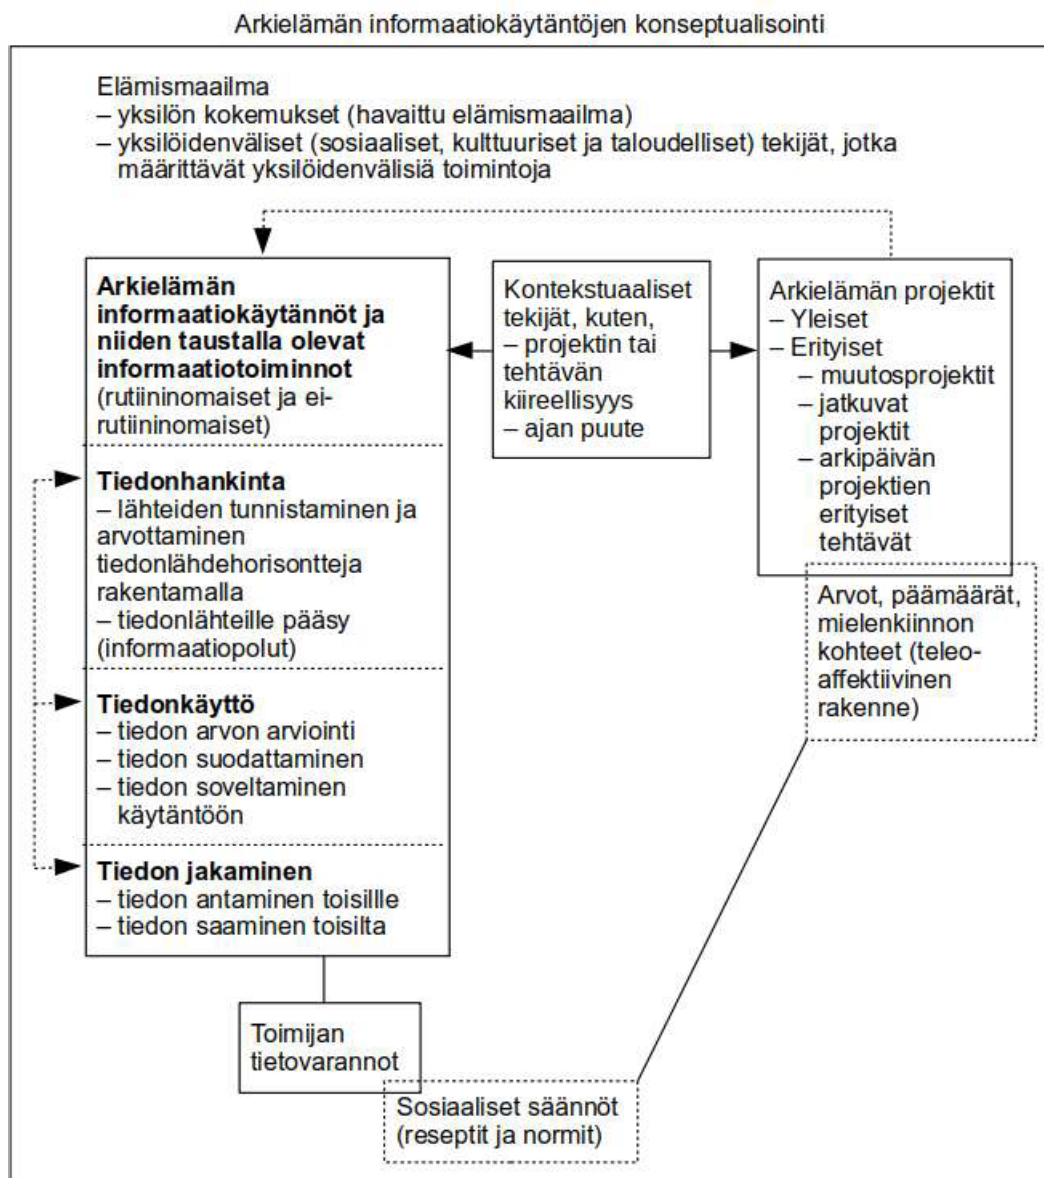 Arkielämän informaatiokäytäntöjen konseptualisointi
Elämismaailma
– yksilön kokemukset (havaittu elämismaailma)
– yksilöidenväliset (sosiaaliset, kulttuuriset ja taloudelliset) tekijät, jotka
määrittävät yksilöidenvälisiä toimintoja
Arkielämän
informaatiokäytännöt ja
niiden taustalla olevat
informaatiotoiminnot
(rutiininomaiset ja ei-
rutiininomaiset)
Tiedonhankinta
– lähteiden tunnistaminen ja
arvottaminen
tiedonlähdehorisontteja
rakentamalla
– tiedonlähteille pääsy
(informaatiopolut)
Tiedonkäyttö
– tiedon arvon arviointi
– tiedon suodattaminen
– tiedon soveltaminen
käytäntöön
Tiedon jakaminen
– tiedon antaminen toisillle
– tiedon saaminen toisilta
Kontekstuaaliset
tekijät, kuten,
– projektin tai
tehtävän
kiireellisyys
– ajan puute
Arkielämän projektit
– Yleiset
– Erityiset
– muutosprojektit
– jatkuvat
projektit
– arkipäivän
projektien
erityiset
tehtävät
Arvot, päämäärät,
mielenkiinnon
kohteet (teleo-
affektiivinen
rakenne)
Toimijan
tietovarannot
Sosiaaliset säännöt
(reseptit ja normit)